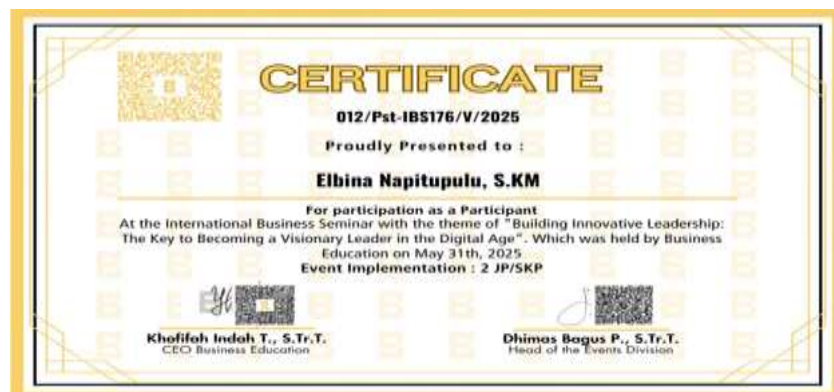 CERTIFICATE
012/Pst-IBS176/V/2025
Proudly Presented to :
Elbina Napitupulu, S.KM
For participation as a Participant
At the International Business Seminar with the theme of "Building Innovative Leadership:
The Key to Becoming a Visionary Leader in the Digital Age". Which was held by Business
Education on May 31th, 2025
Event Implementation : 2 JP/SKP
Khofifah Indah T., S.Tr.T.
CEO Business Education
Dhimas Bagus P., S.Tr.T.
Head of the Events Division